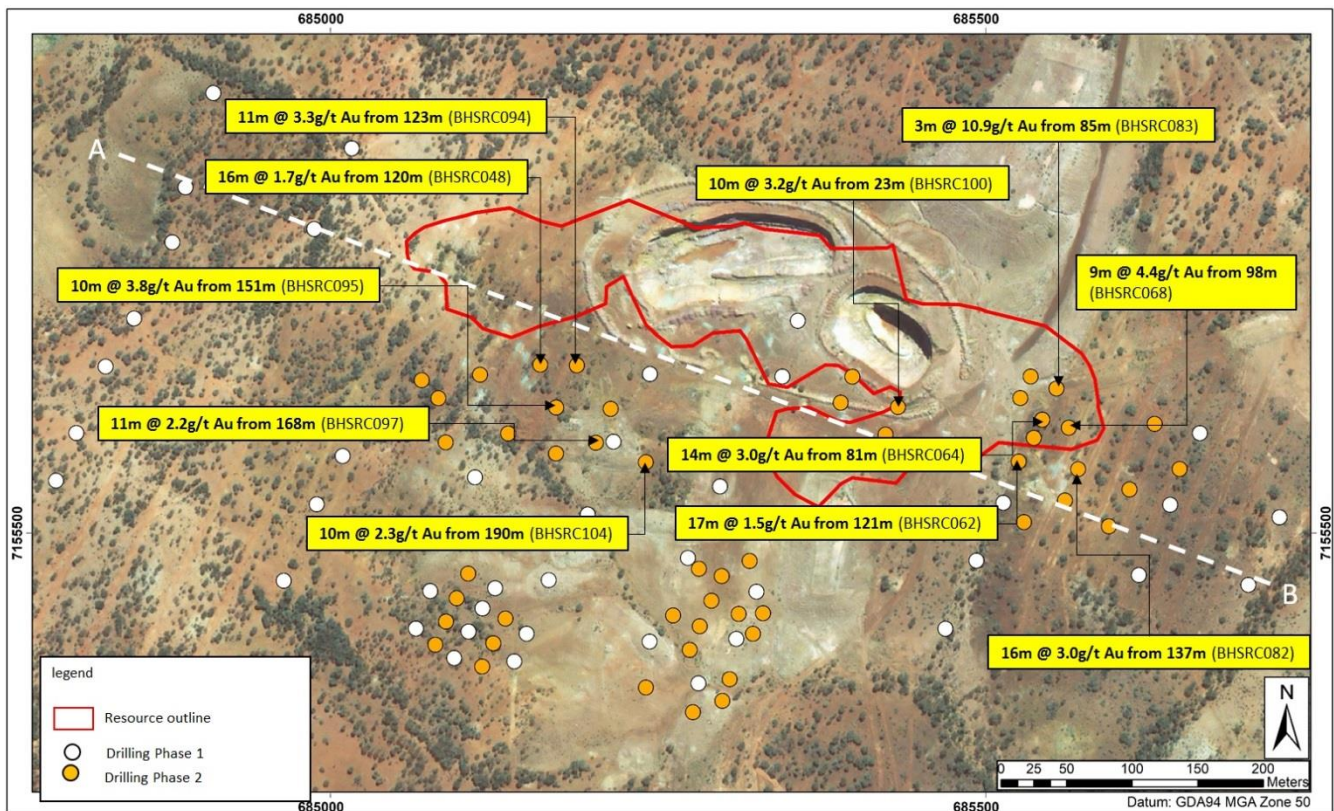 685000
685500
11m @ 3.3g/t Au from 123m (BHSRC094)
3m @ 10.9g/t Au from 85m (BHSRC083)
A
16m @ 1.7g/t Au from 120m (BHSRC048)
10m @ 3.2g/t Au from 23m (BHSRC100)
10m @ 3.8g/t Au from 151m (BHSRC095)
9m @ 4.4g/t Au from 98m
(BHSRC068)
11m @ 2.2g/t Au from 168m (BHSRC097)
14m @ 3.0g/t Au from 81m (BHSRC064)
17m @ 1.5g/t Au from 121m (BHSRC062)
10m @ 2.3g/t Au from 190m (BHSRC104)
7155500
7155500
B
16m @ 3.0g/t Au from 137m (BHSRC082)
legend
Resource outline
Drilling Phase 1
Drilling Phase 2
N
0 25 50 100 150 200
Meters
685000
685500
Datum: GDA94 MGA Zone 50